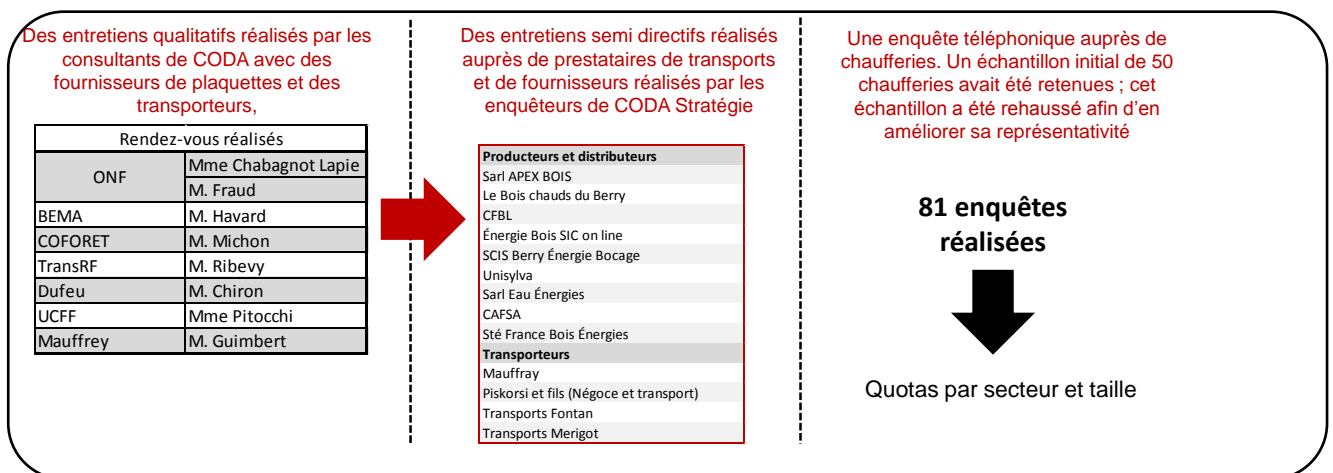 Des entretiens qualitatifs réalisés par les
consultants de CODA avec des
fournisseurs de plaquettes et des
transporteurs,
Rendez-vous réalisés
ONF
Mme Chabagnot Lapie
M. Fraud
BEMA M. Havard
COFORET M. Michon
TransRF M. Ribevy
Dufeu M. Chiron
UCFF Mme Pitocchi
Mauffrey M. Guimbert
Des entretiens semi directifs réalisés
auprès de prestataires de transports
et de fournisseurs réalisés par les
enquêteurs de CODA Stratégie
Producteurs et distributeurs
Sarl APEX BOIS
Le Bois chauds du Berry
CFBL
Énergie Bois SIC on line
SCIS Berry Énergie Bocage
Unisylva
Sarl Eau Énergies
CAFSA
Sté France Bois Énergies
Transporteurs
Mauffray
Piskorsi et fils (Négoce et transport)
Transports Fontan
Transports Merigot
Une enquête téléphonique auprès de
chaufferies. Un échantillon initial de 50
chaufferies avait été retenues ; cet
échantillon a été rehaussé afin d’en
améliorer sa représentativité
81 enquêtes
réalisées
Quotas par secteur et taille